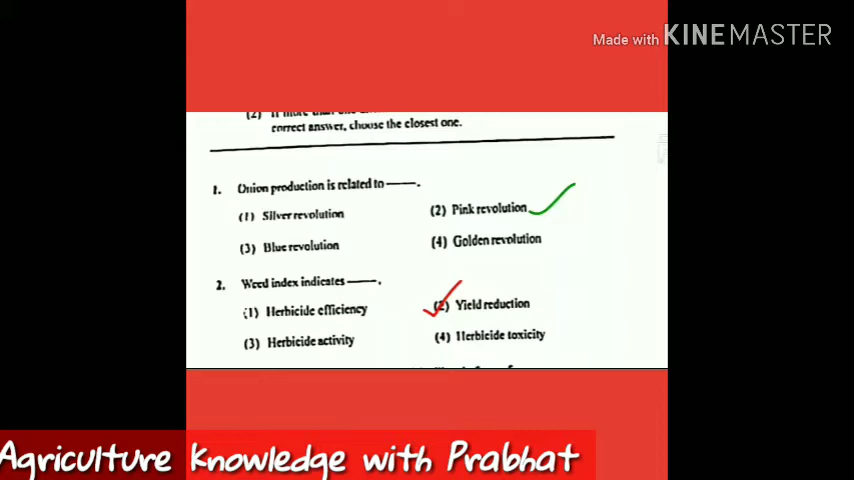 Made with KINEMASTER
correct answer, choose the closest one.
1. Onion production is related to ——.
(1) Silver revolution (2) Pink revolution
(3) Blue revolution (4) Golden revolution
2. Weed index indicates ——.
(1) Herbicide efficiency (2) Yield reduction
(3) Herbicide activity (4) Herbicide toxicity
Agriculture Knowledge with Prabhat